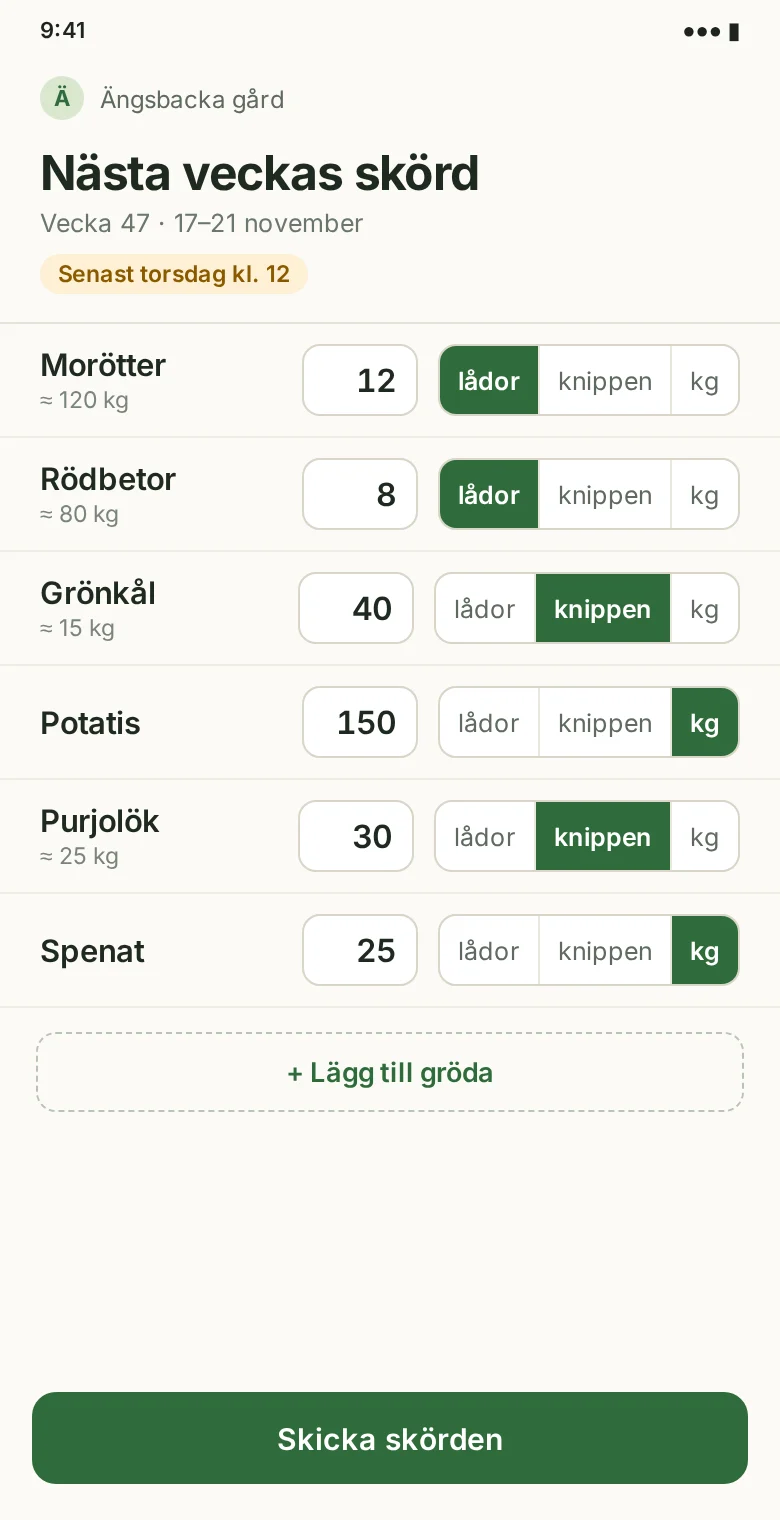 9:41
Ä Ängsbacka gård
Nästa veckas skörd
Vecka 47 · 17–21 november
Senast torsdag kl. 12
Morötter 12 lådor knippen kg
≈ 120 kg
Rödbetor 8 lådor knippen kg
≈ 80 kg
Grönkål 40 lådor knippen kg
≈ 15 kg
Potatis 150 lådor knippen kg
Purjolök 30 lådor knippen kg
≈ 25 kg
Spenat 25 lådor knippen kg
+ Lägg till gröda
Skicka skörden